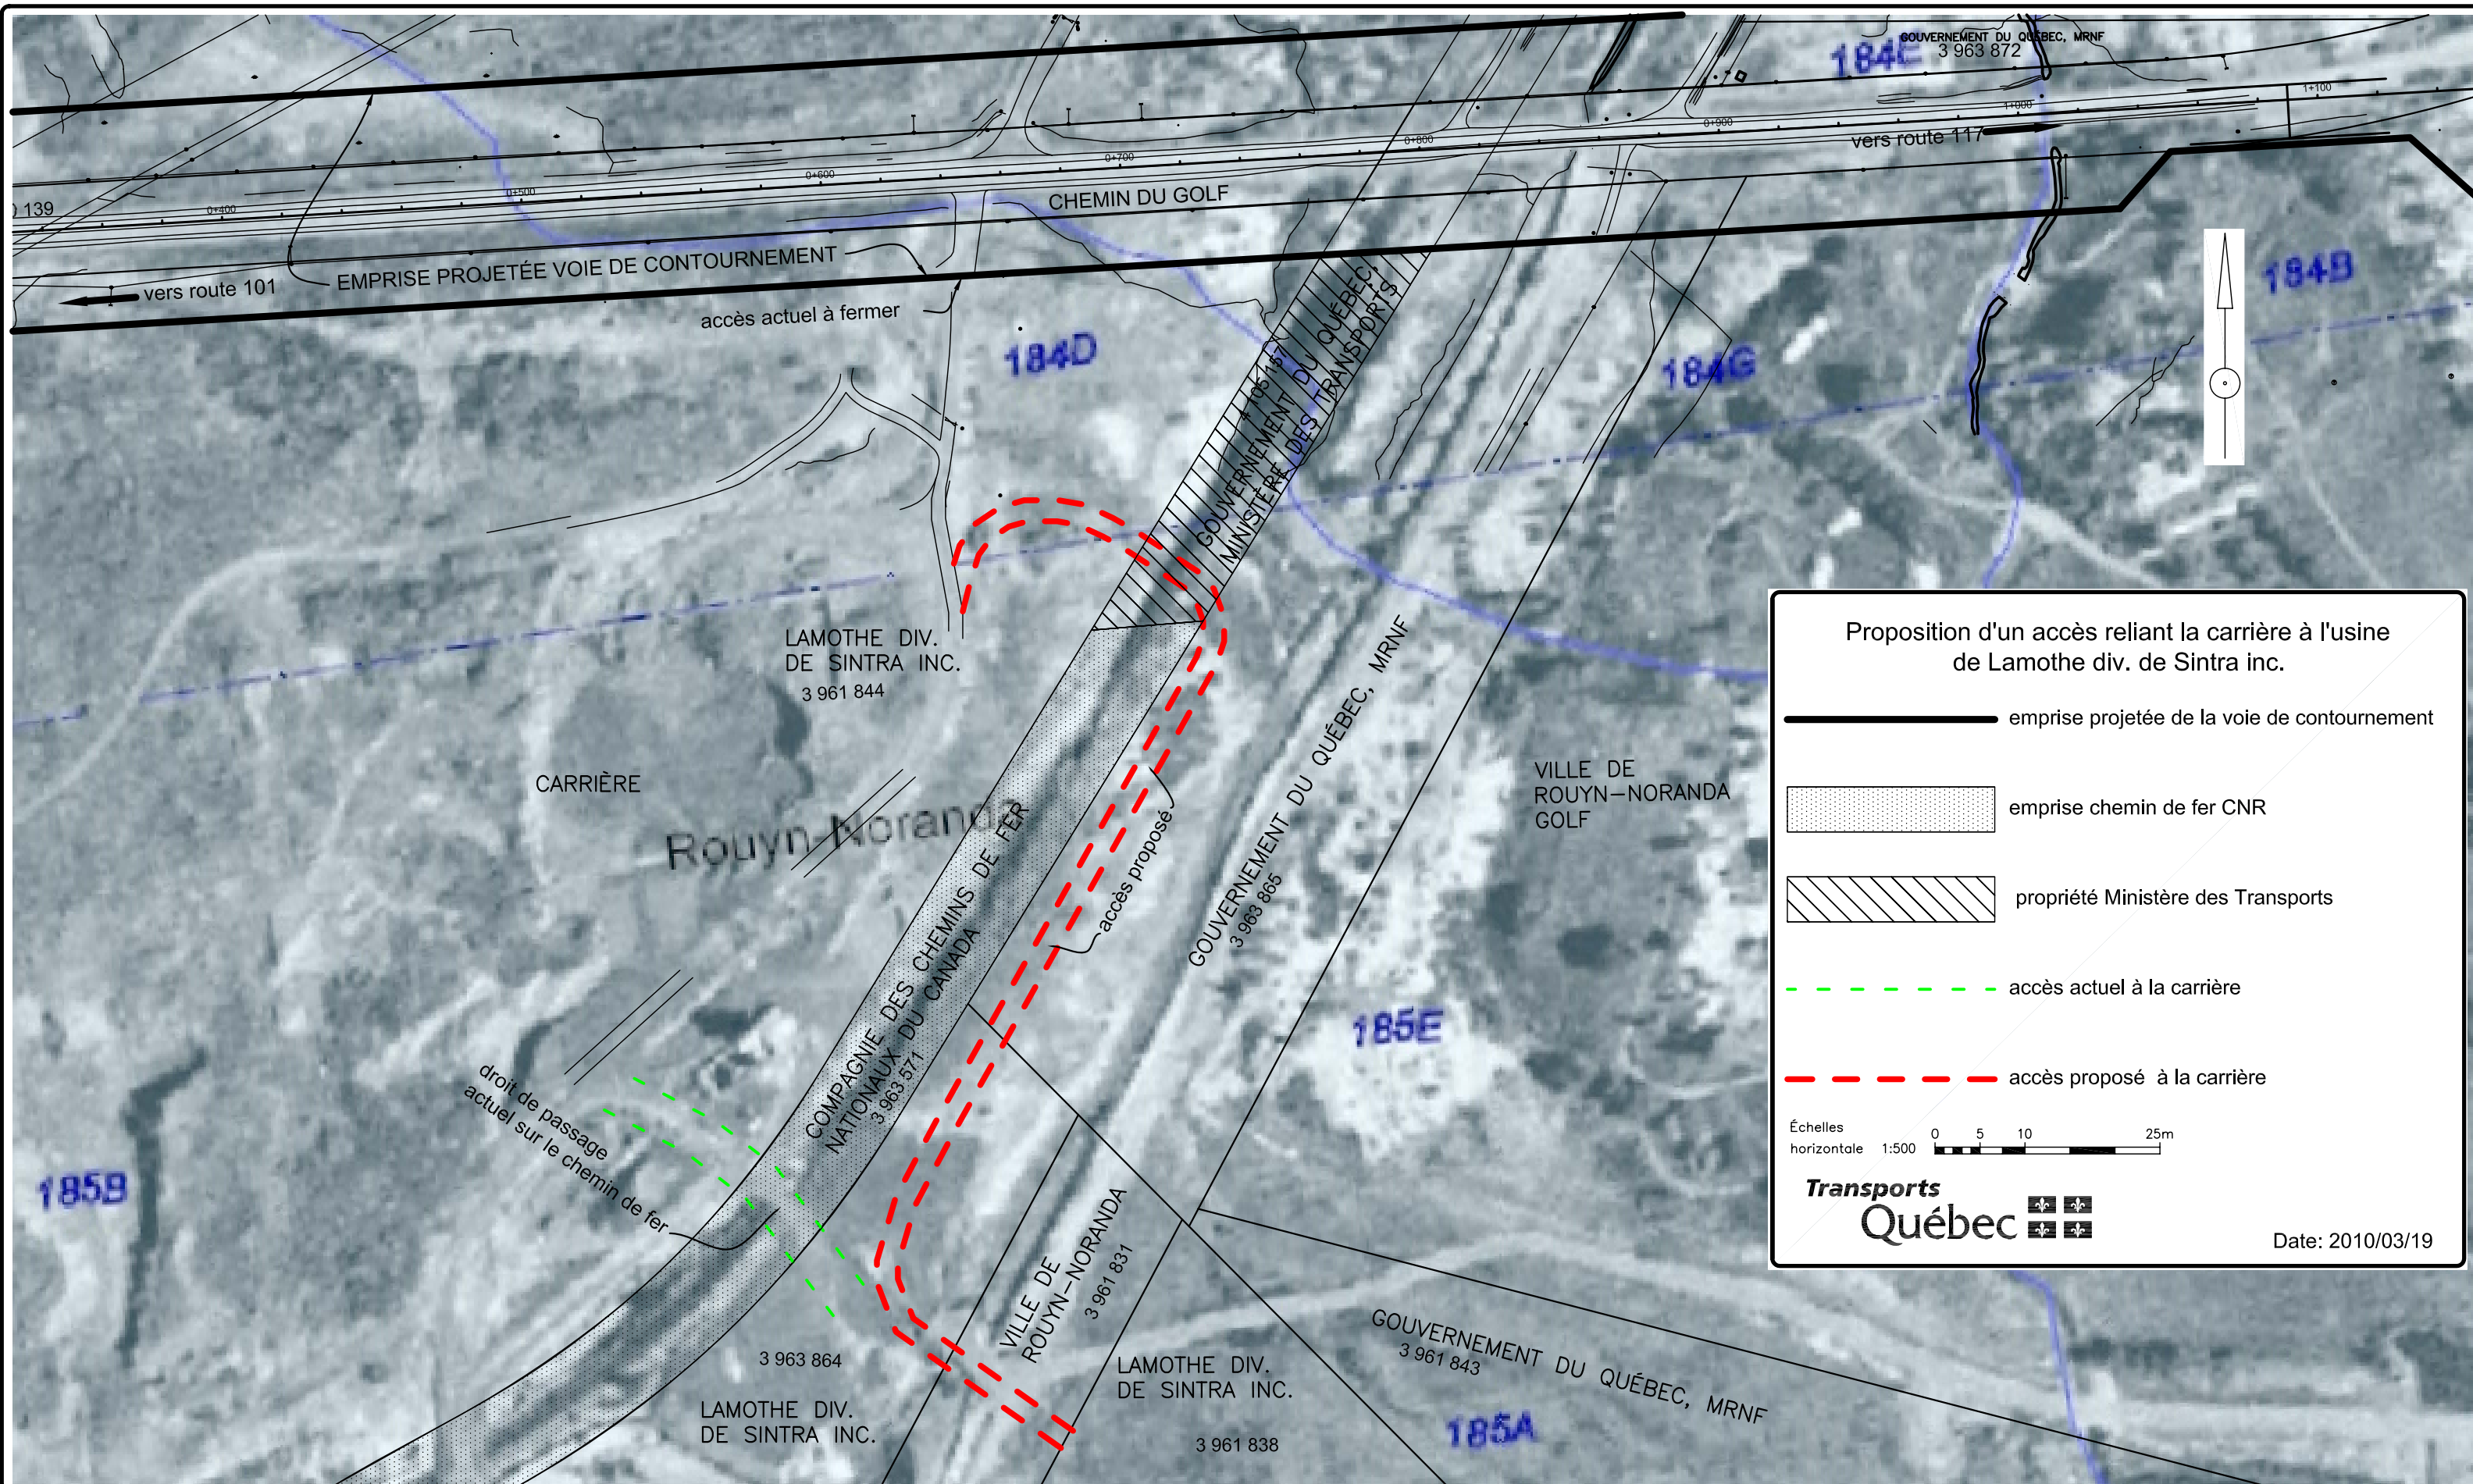 GOUVERNEMENT DU QUÉBEC, MRNF
3 963 872
184E
1+100
1+000
0+900
0+800
0+700
0+600
0+500
0+400
139
vers route 117
CHEMIN DU GOLF
EMPRISE PROJETÉE VOIE DE CONTOURNEMENT
vers route 101
accès actuel à fermer
184D
184G
184B
4 105 157
GOUVERNEMENT DU QUÉBEC,
MINISTÈRE DES TRANSPORTS
LAMOTHE DIV.
DE SINTRA INC.
3 961 844
CARRIÈRE
Rouyn-Noranda
COMPAGNIE DES CHEMINS DE FER
NATIONAUX DU CANADA
3 963 571
accès proposé
GOUVERNEMENT DU QUÉBEC, MRNF
3 963 865
VILLE DE
ROUYN-NORANDA
GOLF
185E
185B
droit de passage
actuel sur le chemin de fer
VILLE DE
ROUYN-NORANDA
3 961 831
3 963 864
LAMOTHE DIV.
DE SINTRA INC.
LAMOTHE DIV.
DE SINTRA INC.
3 961 838
GOUVERNEMENT DU QUÉBEC, MRNF
3 961 843
185A
Proposition d'un accès reliant la carrière à l'usine
de Lamothe div. de Sintra inc.
emprise projetée de la voie de contournement
emprise chemin de fer CNR
propriété Ministère des Transports
accès actuel à la carrière
accès proposé à la carrière
Échelles
horizontale 1:500 0 5 10 25m
Transports
Québec
Date: 2010/03/19